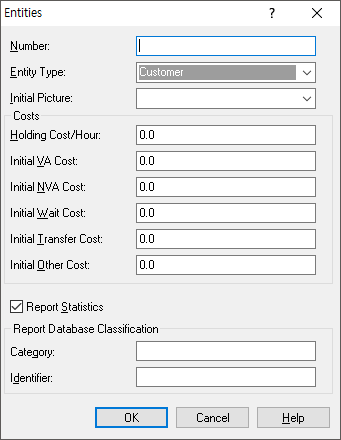 Entities ? ×
Number:
Entity Type: Customer
Initial Picture:
Costs
Holding Cost/Hour: 0.0
Initial VA Cost: 0.0
Initial NVA Cost: 0.0
Initial Wait Cost: 0.0
Initial Transfer Cost: 0.0
Initial Other Cost: 0.0
Report Statistics
Report Database Classification
Category:
Identifier:
OK Cancel Help